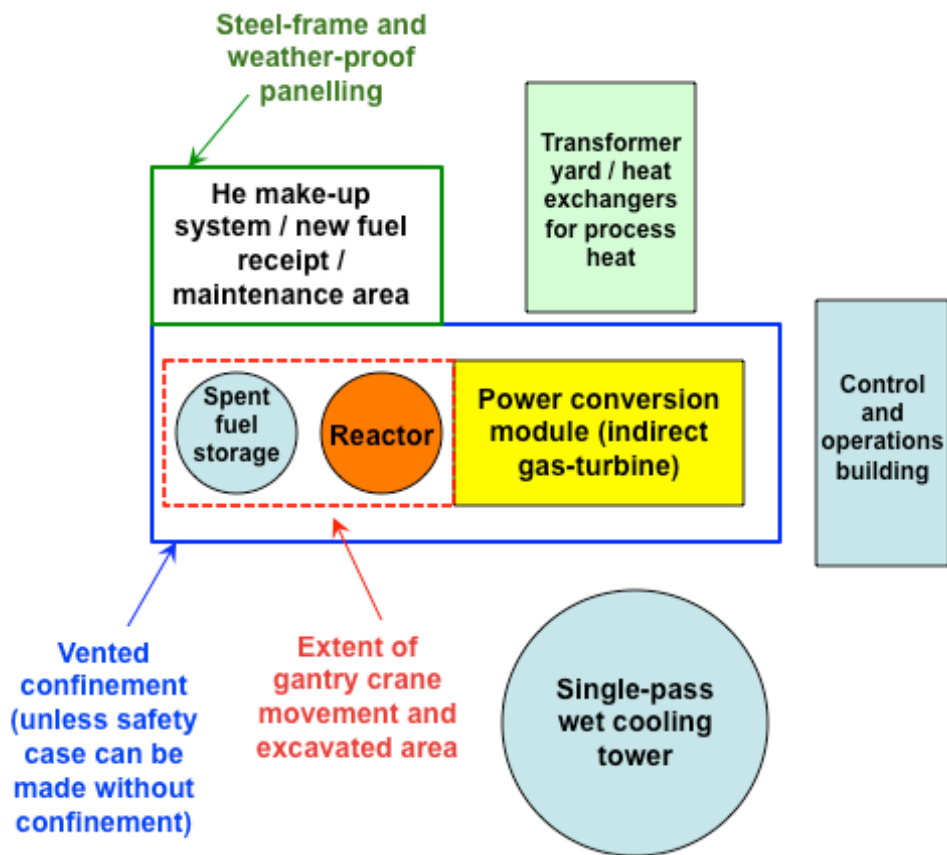 Steel-frame and
weather-proof
panelling
Transformer
yard / heat
exchangers
for process
heat
He make-up
system / new fuel
receipt /
maintenance area
Spent
fuel
storage
Reactor
Power conversion
module (indirect
gas-turbine)
Control
and
operations
building
Vented
confinement
(unless safety
case can be
made without
confinement)
Extent of
gantry crane
movement and
excavated area
Single-pass
wet cooling
tower